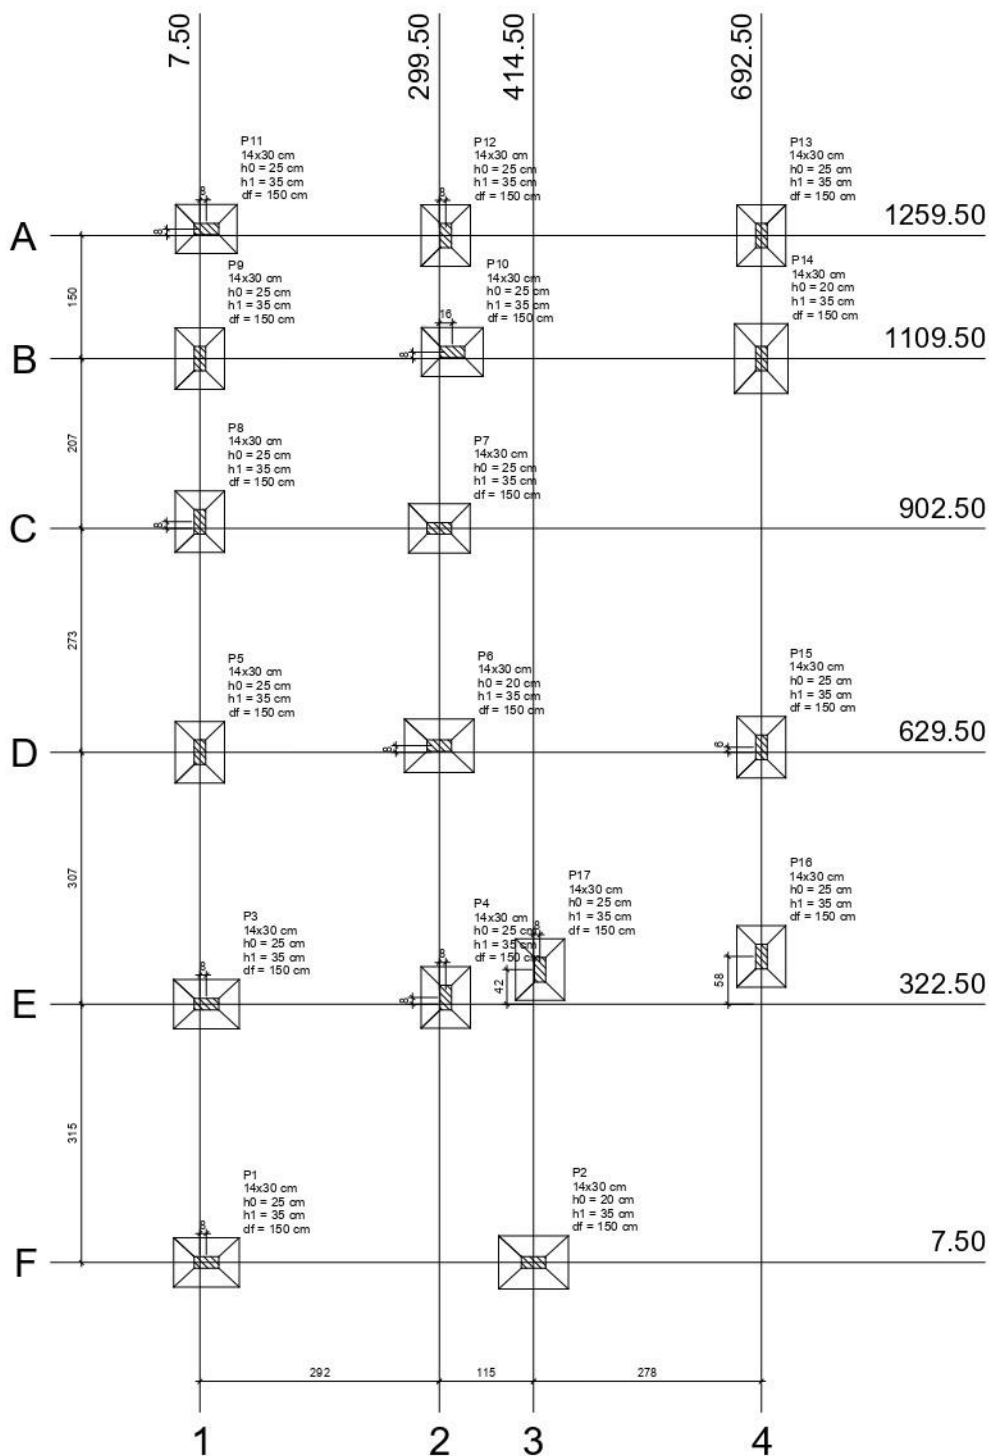 7.50
299.50
414.50
692.50
P11
14x30 cm
h0 = 25 cm
h1 = 35 cm
df = 150 cm
8
8
P12
14x30 cm
h0 = 25 cm
h1 = 35 cm
df = 150 cm
8
P13
14x30 cm
h0 = 25 cm
h1 = 35 cm
df = 150 cm
A
1259.50
150
P9
14x30 cm
h0 = 25 cm
h1 = 35 cm
df = 150 cm
P10
14x30 cm
h0 = 25 cm
h1 = 35 cm
df = 150 cm
16
8
P14
14x30 cm
h0 = 20 cm
h1 = 35 cm
df = 150 cm
B
1109.50
207
P8
14x30 cm
h0 = 25 cm
h1 = 35 cm
df = 150 cm
8
P7
14x30 cm
h0 = 25 cm
h1 = 35 cm
df = 150 cm
C
902.50
273
P5
14x30 cm
h0 = 25 cm
h1 = 35 cm
df = 150 cm
P6
14x30 cm
h0 = 20 cm
h1 = 35 cm
df = 150 cm
8
P15
14x30 cm
h0 = 25 cm
h1 = 35 cm
df = 150 cm
6
D
629.50
307
P3
14x30 cm
h0 = 25 cm
h1 = 35 cm
df = 150 cm
8
P4
14x30 cm
h0 = 25 cm
h1 = 35 cm
df = 150 cm
8
8
P17
14x30 cm
h0 = 25 cm
h1 = 35 cm
df = 150 cm
8
42
P16
14x30 cm
h0 = 25 cm
h1 = 35 cm
df = 150 cm
58
E
322.50
315
P1
14x30 cm
h0 = 25 cm
h1 = 35 cm
df = 150 cm
8
P2
14x30 cm
h0 = 20 cm
h1 = 35 cm
df = 150 cm
F
7.50
292
115
278
1
2
3
4